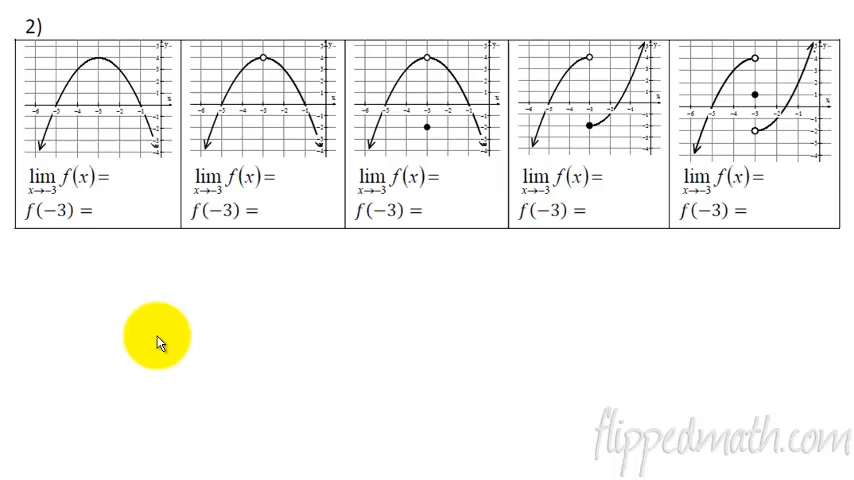 2)
lim f(x) = lim f(x) = lim f(x) = lim f(x) = lim f(x) =
x→−3 x→−3 x→−3 x→−3 x→−3
f(−3) = f(−3) = f(−3) = f(−3) = f(−3) =
flippedmath.com